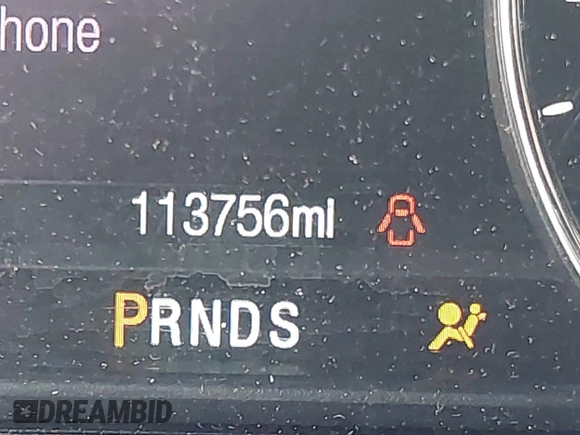 hone
113756mi
PRNDS
DREAMBID